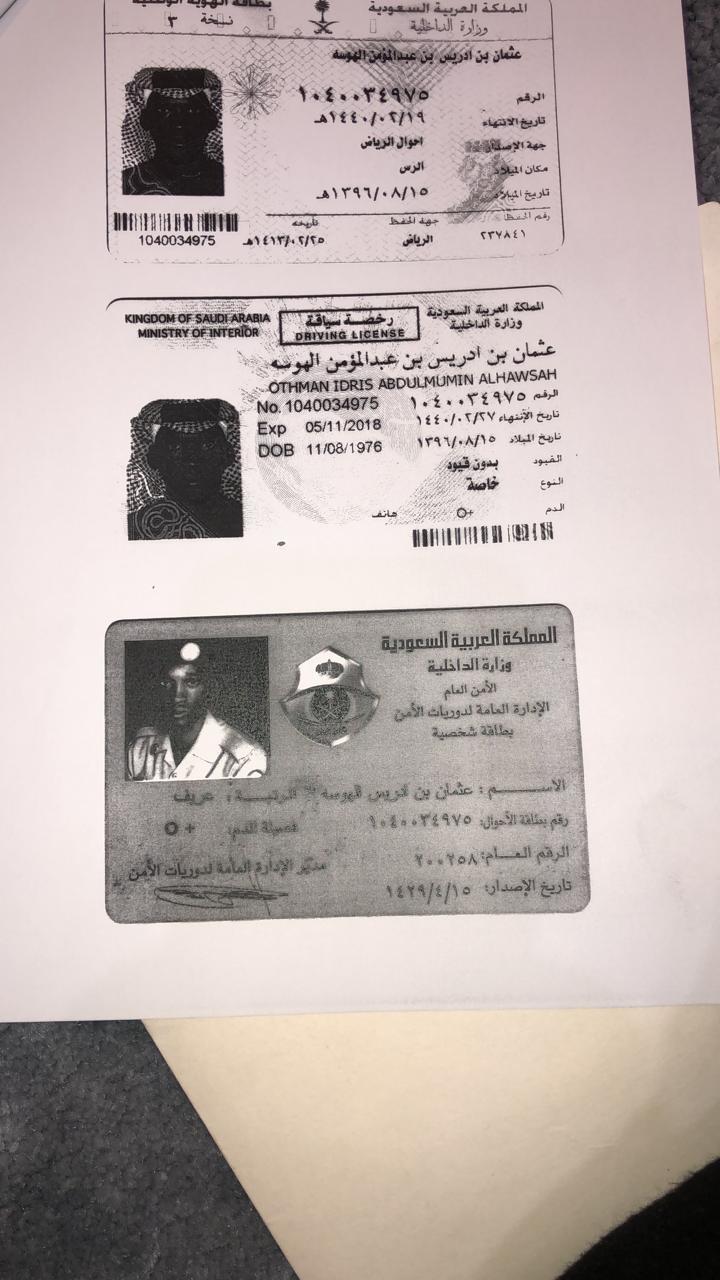 المملكة العربية السعودية
وزارة الداخلية
بطاقة الهوية الوطنية
نسخة ٣
عثمان بن ادريس بن عبدالمؤمن الهوسه
الرقم ١٠٤٠٠٣٤٩٧٥
تاريخ الانتهاء ١٤٤٠/٠٢/١٩هـ
جهة الإصدار احوال الرياض
مكان الميلاد الرس
تاريخ الميلاد ١٣٩٦/٠٨/١٥هـ
رقم الحفظ جهة الحفظ تاريخه
٢٣٧٨٤١ الرياض ١٤١٣/٠٢/٢٥هـ
1040034975
المملكة العربية السعودية
وزارة الداخلية
رخصة سياقة
DRIVING LICENSE
KINGDOM OF SAUDI ARABIA
MINISTRY OF INTERIOR
عثمان بن ادريس بن عبدالمؤمن الهوسه
OTHMAN IDRIS ABDULMUMIN ALHAWSAH
الرقم ١٠٤٠٠٣٤٩٧٥ No. 1040034975
تاريخ الإنتهاء ١٤٤٠/٠٢/٢٧ Exp 05/11/2018
تاريخ الميلاد ١٣٩٦/٠٨/١٥ DOB 11/08/1976
القيود بدون قيود
النوع خاصة
الدم O+ هاتف
المملكة العربية السعودية
وزارة الداخلية
الأمن العام
الإدارة العامة لدوريات الأمن
بطاقة شخصية
الاســـــم : عثمان بن ادريس الهوسه الرتبـــة : عريف
رقم بطاقة الأحوال: ١٠٤٠٠٣٤٩٧٥ فصيلة الدم: O +
الرقم العـــام: ٢٠٠٢٥٨
مدير الإدارة العامة لدوريات الأمن
تاريخ الإصدار: ١٤٢٩/٤/١٥